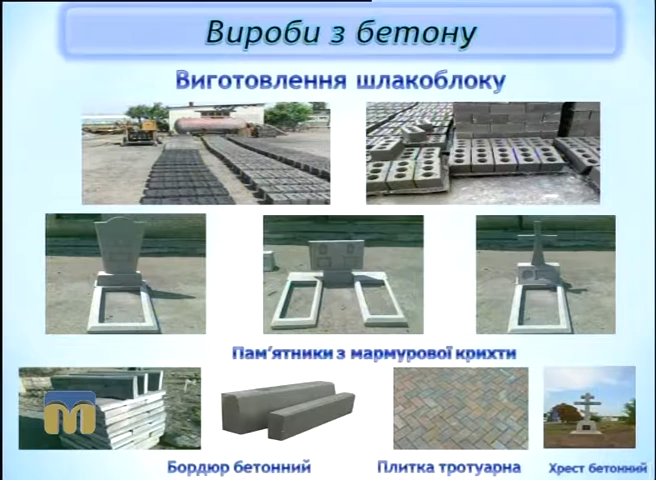 Вироби з бетону
Виготовлення шлакоблоку
Пам'ятники з мармурової крихти
Бордюр бетонний
Плитка тротуарна
Хрест бетонний